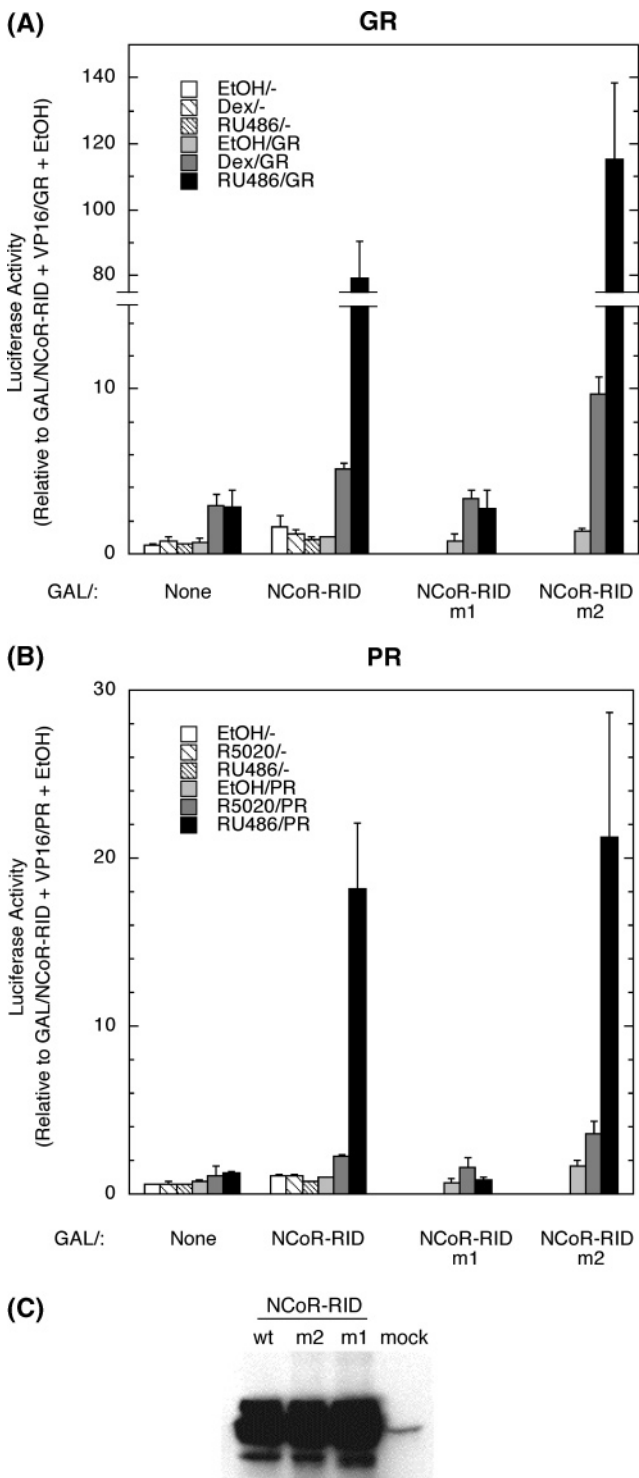 (A)
GR
Luciferase Activity
(Relative to GAL/NCoR-RID + VP16/GR + EtOH)
140
120
100
80
10
0
EtOH/-
Dex/-
RU486/-
EtOH/GR
Dex/GR
RU486/GR
GAL/: None NCoR-RID NCoR-RID m1 NCoR-RID m2
(B)
PR
Luciferase Activity
(Relative to GAL/NCoR-RID + VP16/PR + EtOH)
30
20
10
0
EtOH/-
R5020/-
RU486/-
EtOH/PR
R5020/PR
RU486/PR
GAL/: None NCoR-RID NCoR-RID m1 NCoR-RID m2
(C)
NCoR-RID
wt m2 m1 mock